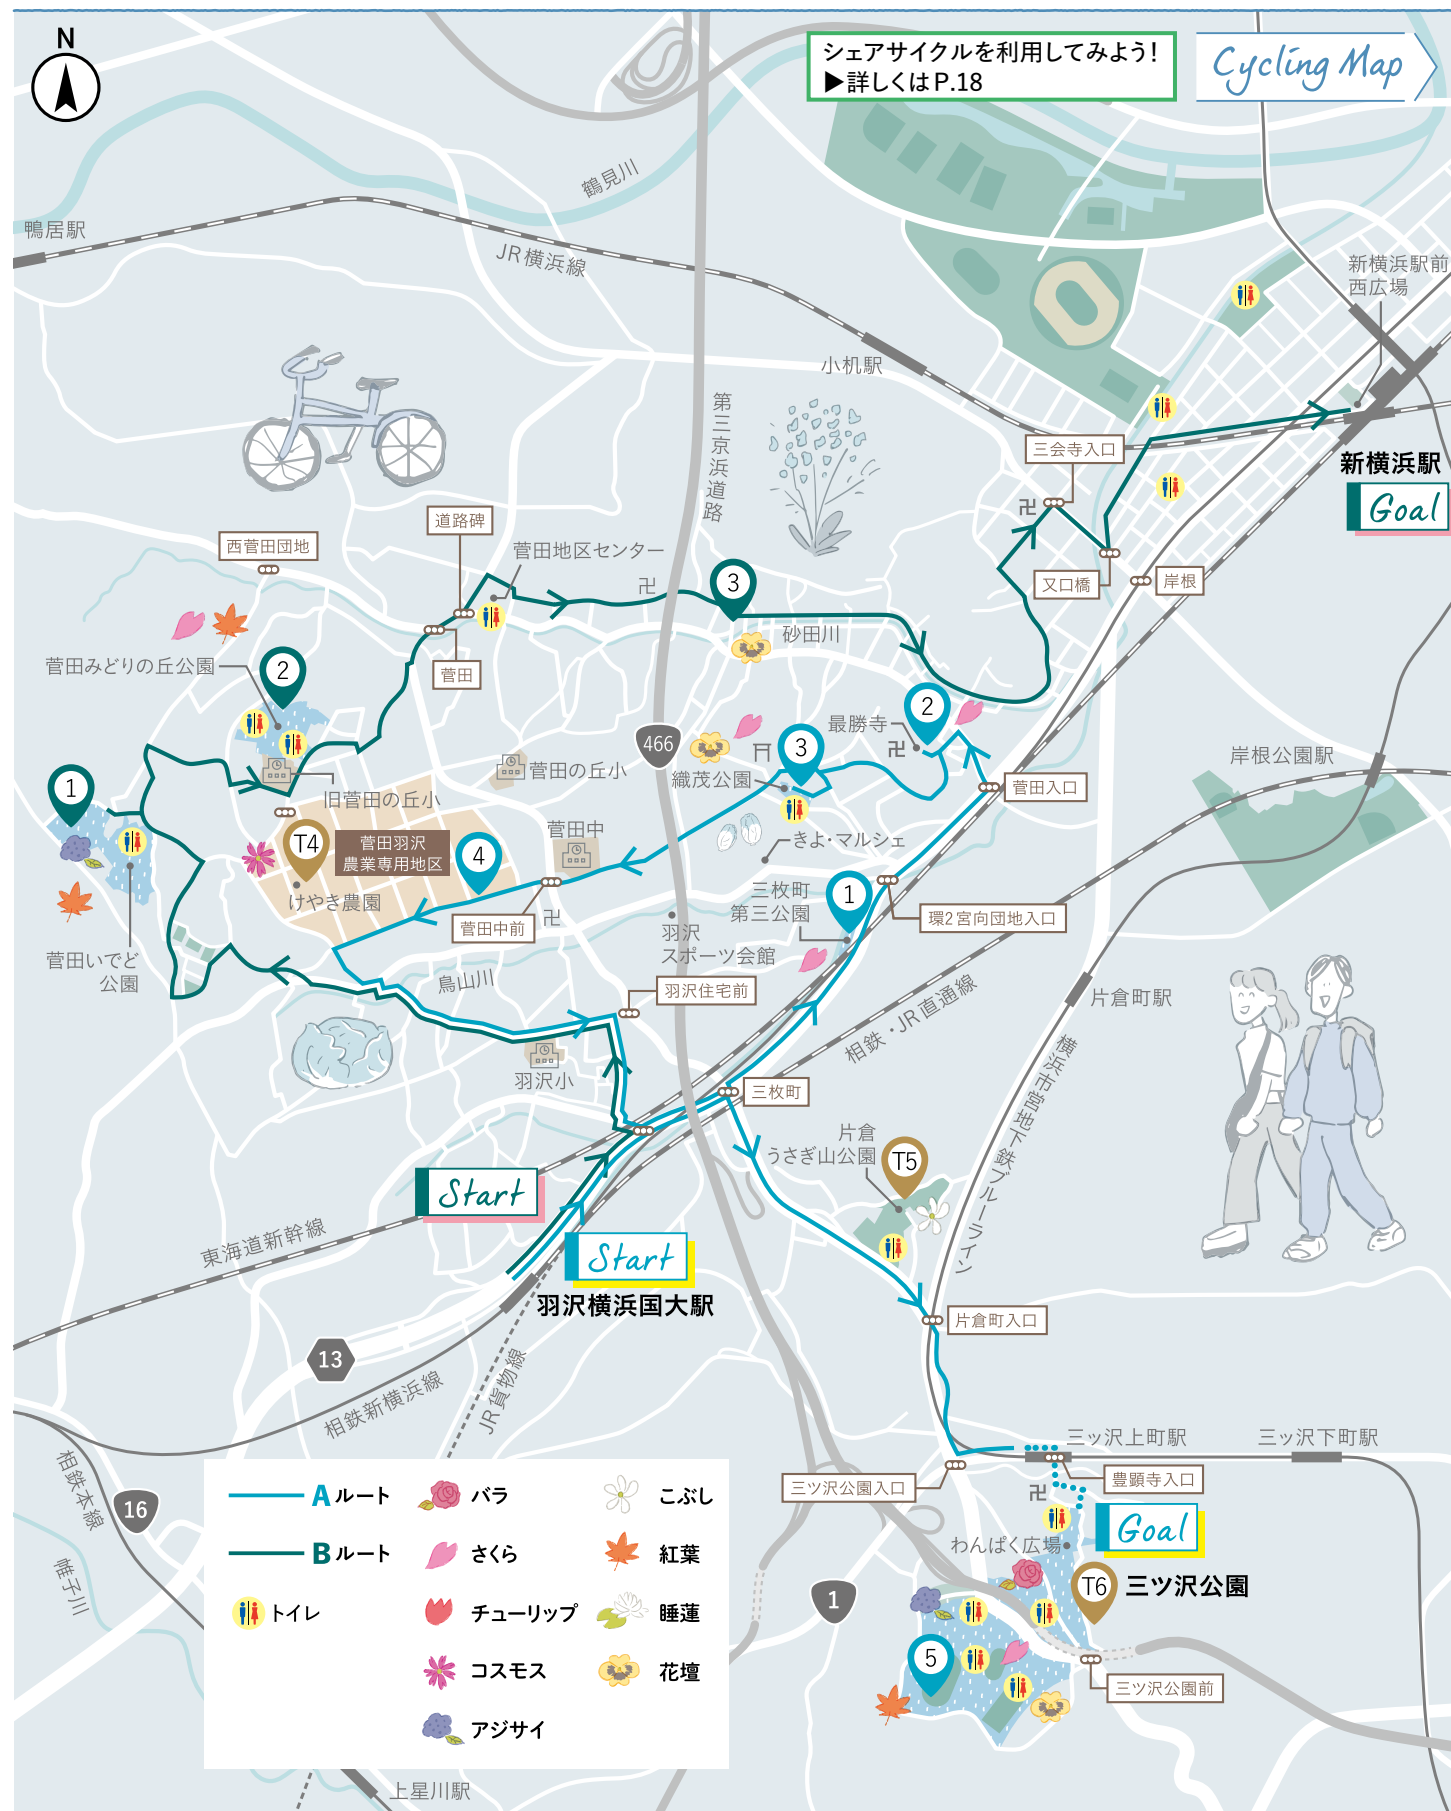 N
シェアサイクルを利用してみよう!
▶詳しくはP.18
Cycling Map
鶴見川
鴨居駅
JR横浜線
新横浜駅前
西広場
小机駅
第三京浜道路
三会寺入口
新横浜駅
Goal
卍
道路碑
西菅田団地
菅田地区センター
卍
又口橋
岸根
3
砂田川
菅田みどりの丘公園
2
菅田
2
最勝寺
卍
466
3
織茂公園
菅田の丘小
岸根公園駅
1
旧菅田の丘小
菅田入口
T4
菅田羽沢
農業専用地区
4
菅田中
きよ・マルシェ
けやき農園
三枚町
第三公園
1
菅田中前
卍
環2宮向団地入口
羽沢
スポーツ会館
菅田いでど
公園
鳥山川
羽沢住宅前
片倉町駅
相鉄・JR直通線
羽沢小
三枚町
横浜市営地下鉄ブルーライン
片倉
うさぎ山公園
T5
Start
東海道新幹線
Start
羽沢横浜国大駅
片倉町入口
13
JR貨物線
相鉄新横浜線
三ッ沢上町駅
三ッ沢下町駅
相鉄本線
三ツ沢公園入口
豊顕寺入口
卍
16
Goal
わんぱく広場
帷子川
T6
三ツ沢公園
1
5
三ツ沢公園前
Aルート
バラ
こぶし
Bルート
さくら
紅葉
トイレ
チューリップ
睡蓮
コスモス
花壇
アジサイ
上星川駅